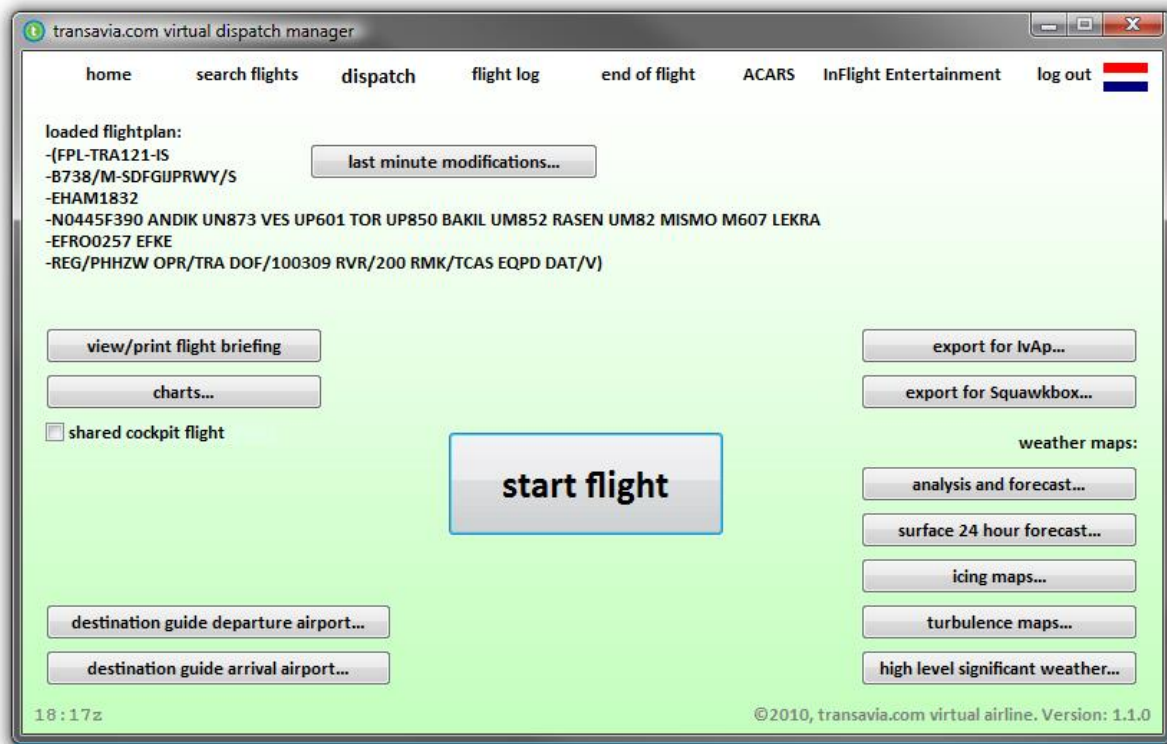 transavia.com virtual dispatch manager
home search flights dispatch flight log end of flight ACARS InFlight Entertainment log out
loaded flightplan:
-(FPL-TRA121-IS
last minute modifications...
-B738/M-SDFGIJPRWY/S
-EHAM1832
-N0445F390 ANDIK UN873 VES UP601 TOR UP850 BAKIL UM852 RASEN UM82 MISMO M607 LEKRA
-EFRO0257 EFKE
-REG/PHHZW OPR/TRA DOF/100309 RVR/200 RMK/TCAS EQPD DAT/V)
view/print flight briefing
export for IvAp...
charts...
export for Squawkbox...
shared cockpit flight
weather maps:
start flight
analysis and forecast...
surface 24 hour forecast...
icing maps...
destination guide departure airport...
turbulence maps...
destination guide arrival airport...
high level significant weather...
18:17z
©2010, transavia.com virtual airline. Version: 1.1.0